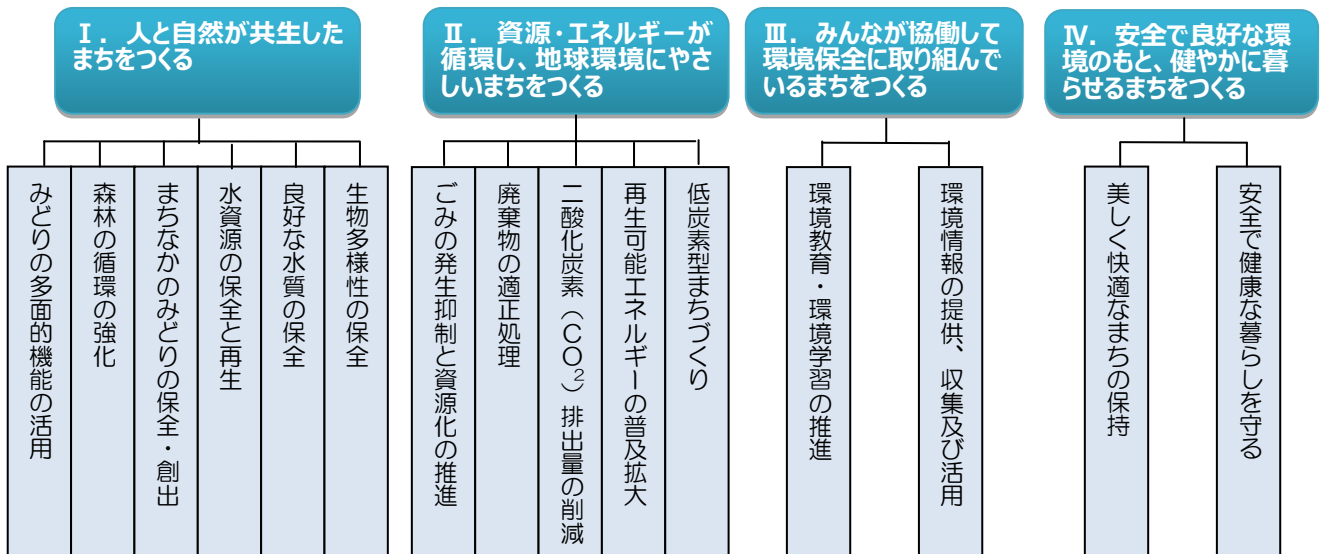 Ⅰ．人と自然が共生した
まちをつくる
Ⅱ．資源・エネルギーが
循環し、地球環境にやさ
しいまちをつくる
Ⅲ．みんなが協働して
環境保全に取り組んで
いるまちをつくる
Ⅳ．安全で良好な環
境のもと、健やかに暮
らせるまちをつくる
みどりの多面的機能の活用
森林の循環の強化
まちなかのみどりの保全・創出
水資源の保全と再生
良好な水質の保全
生物多様性の保全
ごみの発生抑制と資源化の推進
廃棄物の適正処理
二酸化炭素（CO2）排出量の削減
再生可能エネルギーの普及拡大
低炭素型まちづくり
環境教育・環境学習の推進
環境情報の提供、収集及び活用
美しく快適なまちの保持
安全で健康な暮らしを守る